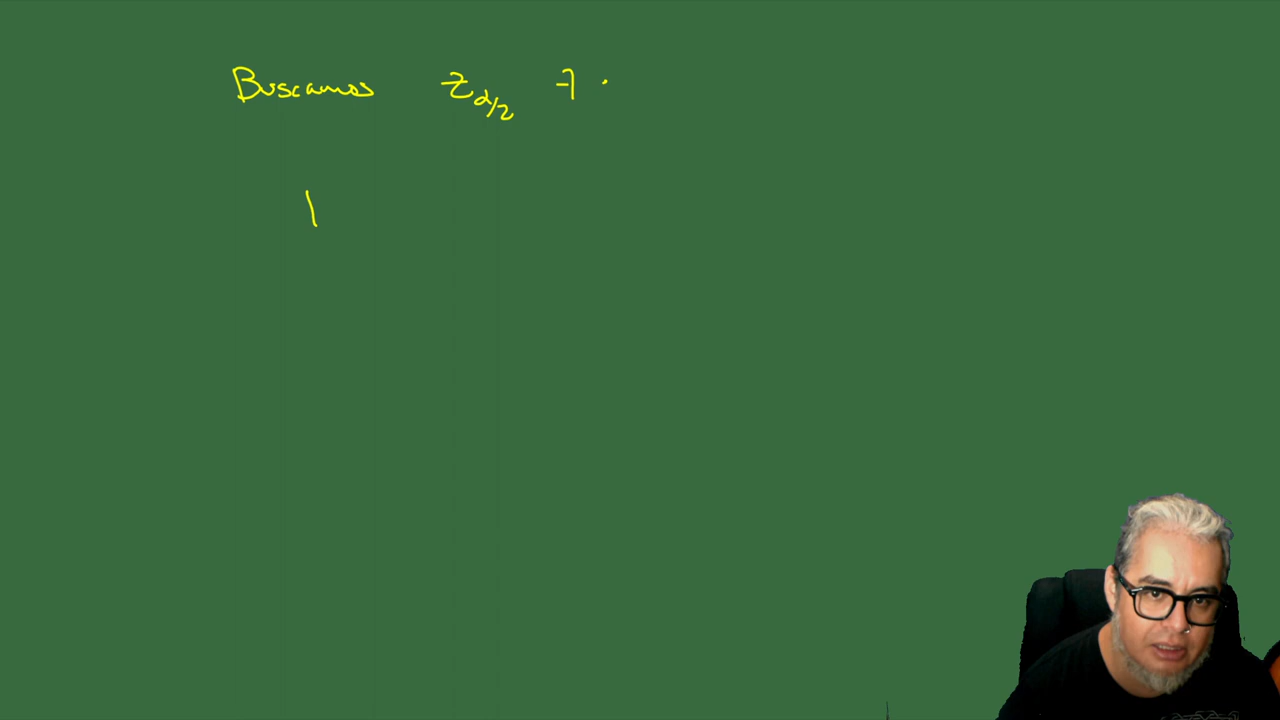 Buscamos z_{α/2} ∃ ·
\